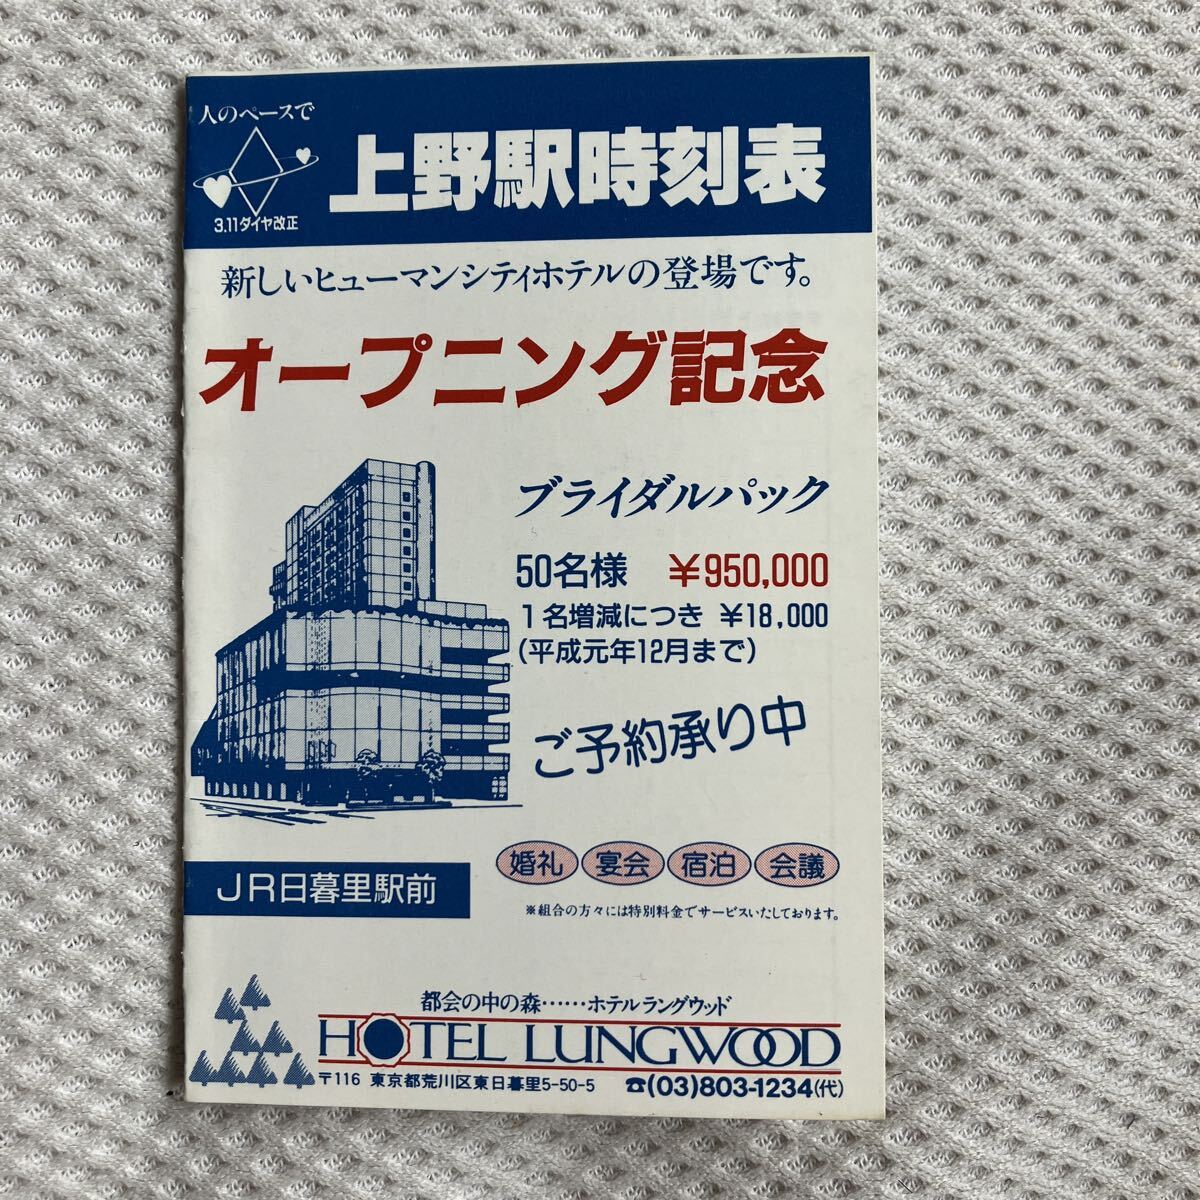 人のペースで
3.11ダイヤ改正
上野駅時刻表
新しいヒューマンシティホテルの登場です。
オープニング記念
ブライダルパック
50名様 ¥950,000
1名増減につき ¥18,000
(平成元年12月まで)
ご予約承り中
婚礼 宴会 宿泊 会議
※組合の方々には特別料金でサービスいたしております。
JR日暮里駅前
都会の中の森……ホテルラングウッド
HOTEL LUNGWOOD
〒116 東京都荒川区東日暮里5-50-5 ☎(03)803-1234(代)